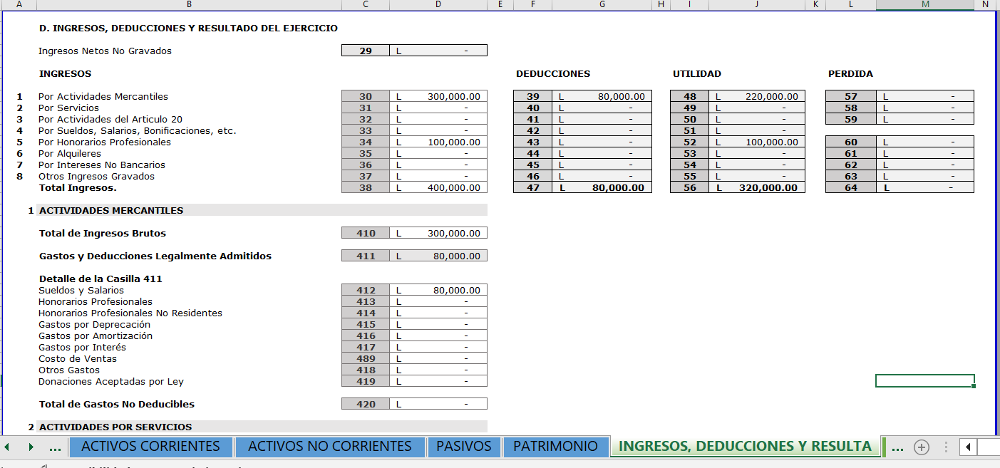 A B C D E F G H I J K L M N
D. INGRESOS, DEDUCCIONES Y RESULTADO DEL EJERCICIO
Ingresos Netos No Gravados 29 L -
INGRESOS DEDUCCIONES UTILIDAD PERDIDA
1 Por Actividades Mercantiles 30 L 300,000.00 39 L 80,000.00 48 L 220,000.00 57 L -
2 Por Servicios 31 L - 40 L - 49 L - 58 L -
3 Por Actividades del Articulo 20 32 L - 41 L - 50 L - 59 L -
4 Por Sueldos, Salarios, Bonificaciones, etc. 33 L - 42 L - 51 L -
5 Por Honorarios Profesionales 34 L 100,000.00 43 L - 52 L 100,000.00 60 L -
6 Por Alquileres 35 L - 44 L - 53 L - 61 L -
7 Por Intereses No Bancarios 36 L - 45 L - 54 L - 62 L -
8 Otros Ingresos Gravados 37 L - 46 L - 55 L - 63 L -
Total Ingresos. 38 L 400,000.00 47 L 80,000.00 56 L 320,000.00 64 L -
1 ACTIVIDADES MERCANTILES
Total de Ingresos Brutos 410 L 300,000.00
Gastos y Deducciones Legalmente Admitidos 411 L 80,000.00
Detalle de la Casilla 411
Sueldos y Salarios 412 L 80,000.00
Honorarios Profesionales 413 L -
Honorarios Profesionales No Residentes 414 L -
Gastos por Deprecación 415 L -
Gastos por Amortización 416 L -
Gastos por Interés 417 L -
Costo de Ventas 489 L -
Otros Gastos 418 L -
Donaciones Aceptadas por Ley 419 L -
Total de Gastos No Deducibles 420 L -
2 ACTIVIDADES POR SERVICIOS
... ACTIVOS CORRIENTES ACTIVOS NO CORRIENTES PASIVOS PATRIMONIO INGRESOS, DEDUCCIONES Y RESULTA ...